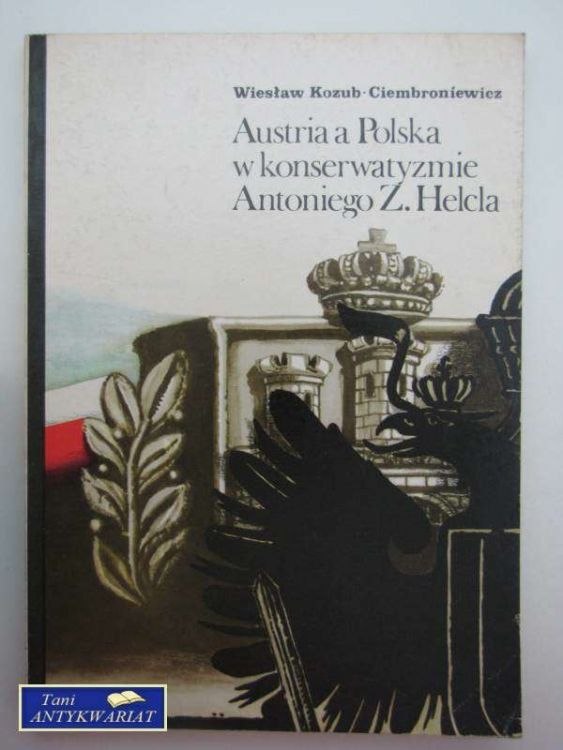 Wiesław Kozub-Ciembroniewicz
Austria a Polska
w konserwatyzmie
Antoniego Z. Helcla
Tani
ANTYKWARIAT